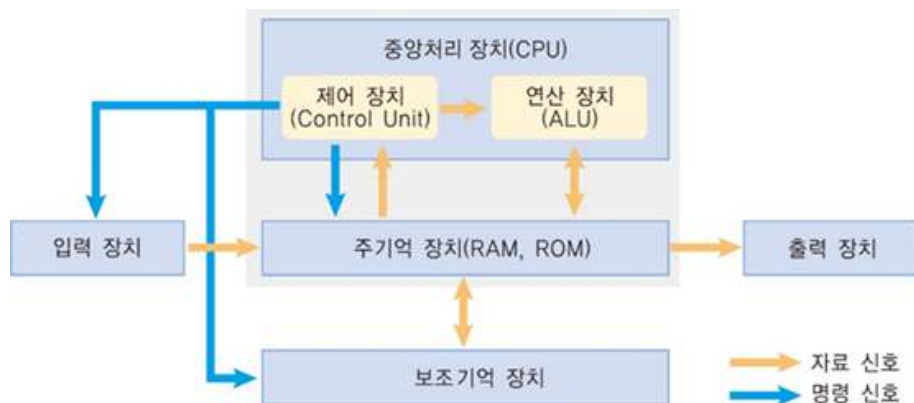 중앙처리 장치(CPU)
제어 장치
(Control Unit)
연산 장치
(ALU)
입력 장치
주기억 장치(RAM, ROM)
출력 장치
보조기억 장치
자료 신호
명령 신호